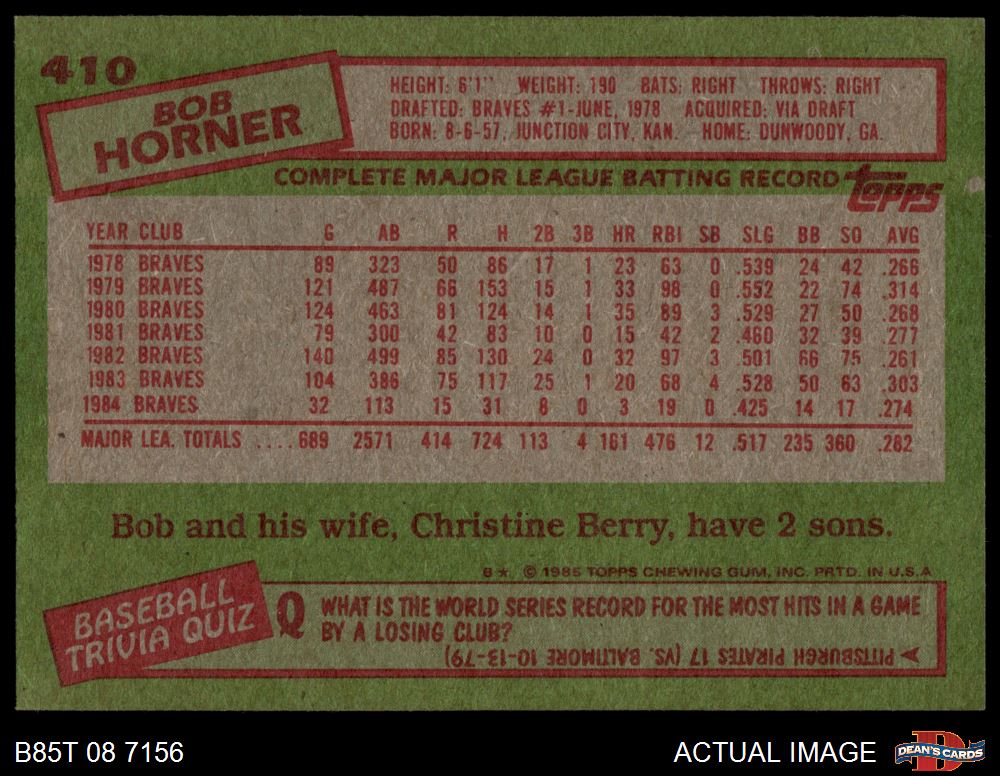 410
BOB
HORNER
HEIGHT: 6'1" WEIGHT: 190 BATS: RIGHT THROWS: RIGHT
DRAFTED: BRAVES #1-JUNE, 1978 ACQUIRED: VIA DRAFT
BORN: 8-6-57, JUNCTION CITY, KAN. HOME: DUNWOODY, GA.
COMPLETE MAJOR LEAGUE BATTING RECORD topps
YEAR CLUB G AB R H 2B 3B HR RBI SB SLG BB SO AVG
1978 BRAVES 89 323 50 86 17 1 23 63 0 .539 24 42 .266
1979 BRAVES 121 487 66 153 15 1 33 98 0 .552 22 74 .314
1980 BRAVES 124 463 81 124 14 1 35 89 3 .529 27 50 .268
1981 BRAVES 79 300 42 83 10 0 15 42 2 .460 32 39 .277
1982 BRAVES 140 499 85 130 24 0 32 97 3 .501 66 75 .261
1983 BRAVES 104 386 75 117 25 1 20 68 4 .528 50 63 .303
1984 BRAVES 32 113 15 31 8 0 3 19 0 .425 14 17 .274
MAJOR LEA. TOTALS ....689 2571 414 724 113 4 161 476 12 .517 235 360 .282
Bob and his wife, Christine Berry, have 2 sons.
B* © 1985 TOPPS CHEWING GUM, INC. PRTD. IN U.S.A
BASEBALL
TRIVIA QUIZ
Q WHAT IS THE WORLD SERIES RECORD FOR THE MOST HITS IN A GAME
BY A LOSING CLUB?
A PITTSBURGH PIRATES 17 (VS. BALTIMORE 10-13-79)
B85T 08 7156
ACTUAL IMAGE
D
DEAN'S CARDS